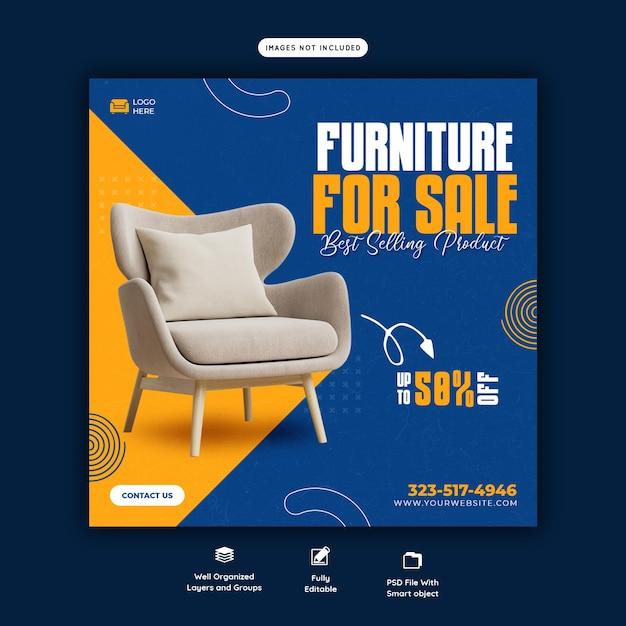 IMAGES NOT INCLUDED
LOGO
HERE
FURNITURE
FOR SALE
Best Selling Product
UP
TO
50%
OFF
CONTACT US
323-517-4946
WWW.YOURWEBSITE.COM
Well Organized
Layers and Groups
Fully
Editable
PSD File With
Smart object